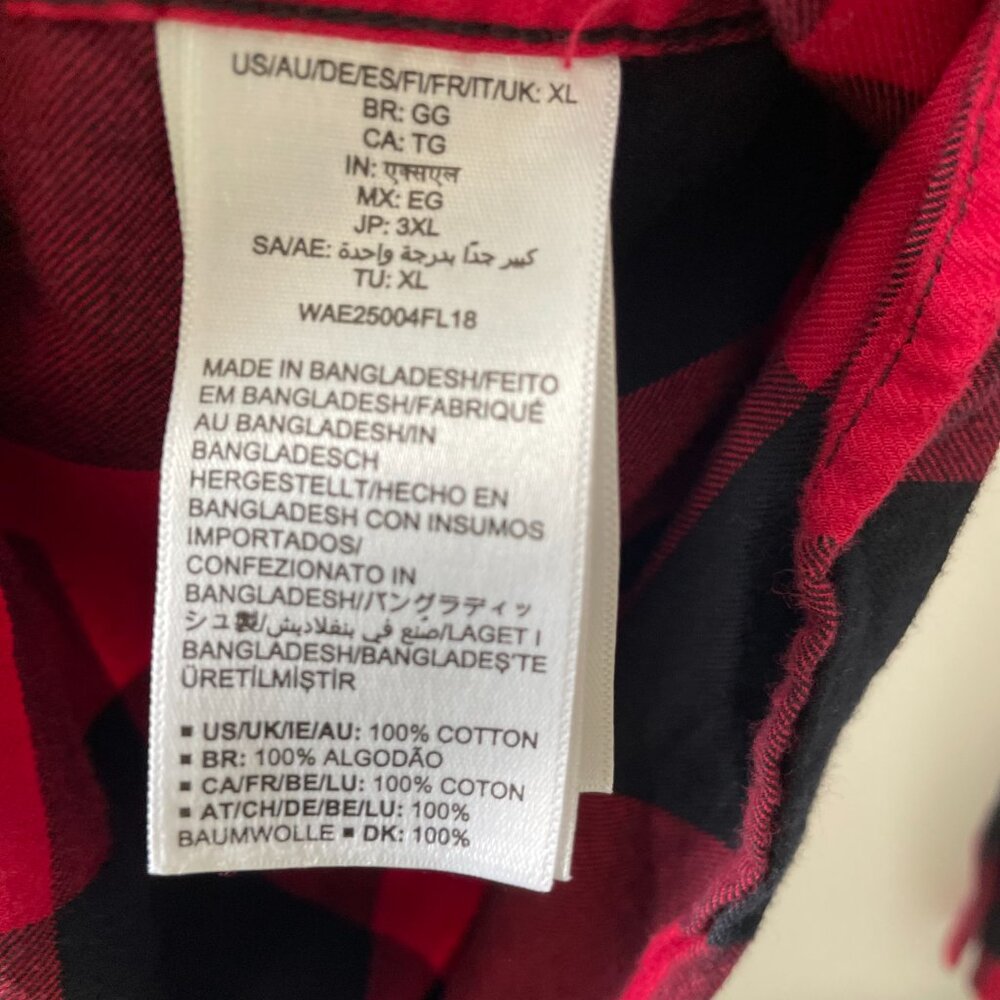 US/AU/DE/ES/FI/FR/IT/UK: XL
BR: GG
CA: TG
IN: एक्सएल
MX: EG
JP: 3XL
SA/AE: كبير جدًا بدرجة واحدة
TU: XL
WAE25004FL18
MADE IN BANGLADESH/FEITO
EM BANGLADESH/FABRIQUÉ
AU BANGLADESH/IN
BANGLADESCH
HERGESTELLT/HECHO EN
BANGLADESH CON INSUMOS
IMPORTADOS/
CONFEZIONATO IN
BANGLADESH//バングラディッ
シュ製/صنع في بنغلاديش/LAGET I
BANGLADESH/BANGLADEŞ'TE
ÜRETİLMİŞTİR
▪ US/UK/IE/AU: 100% COTTON
▪ BR: 100% ALGODÃO
▪ CA/FR/BE/LU: 100% COTON
▪ AT/CH/DE/BE/LU: 100%
BAUMWOLLE ▪ DK: 100%